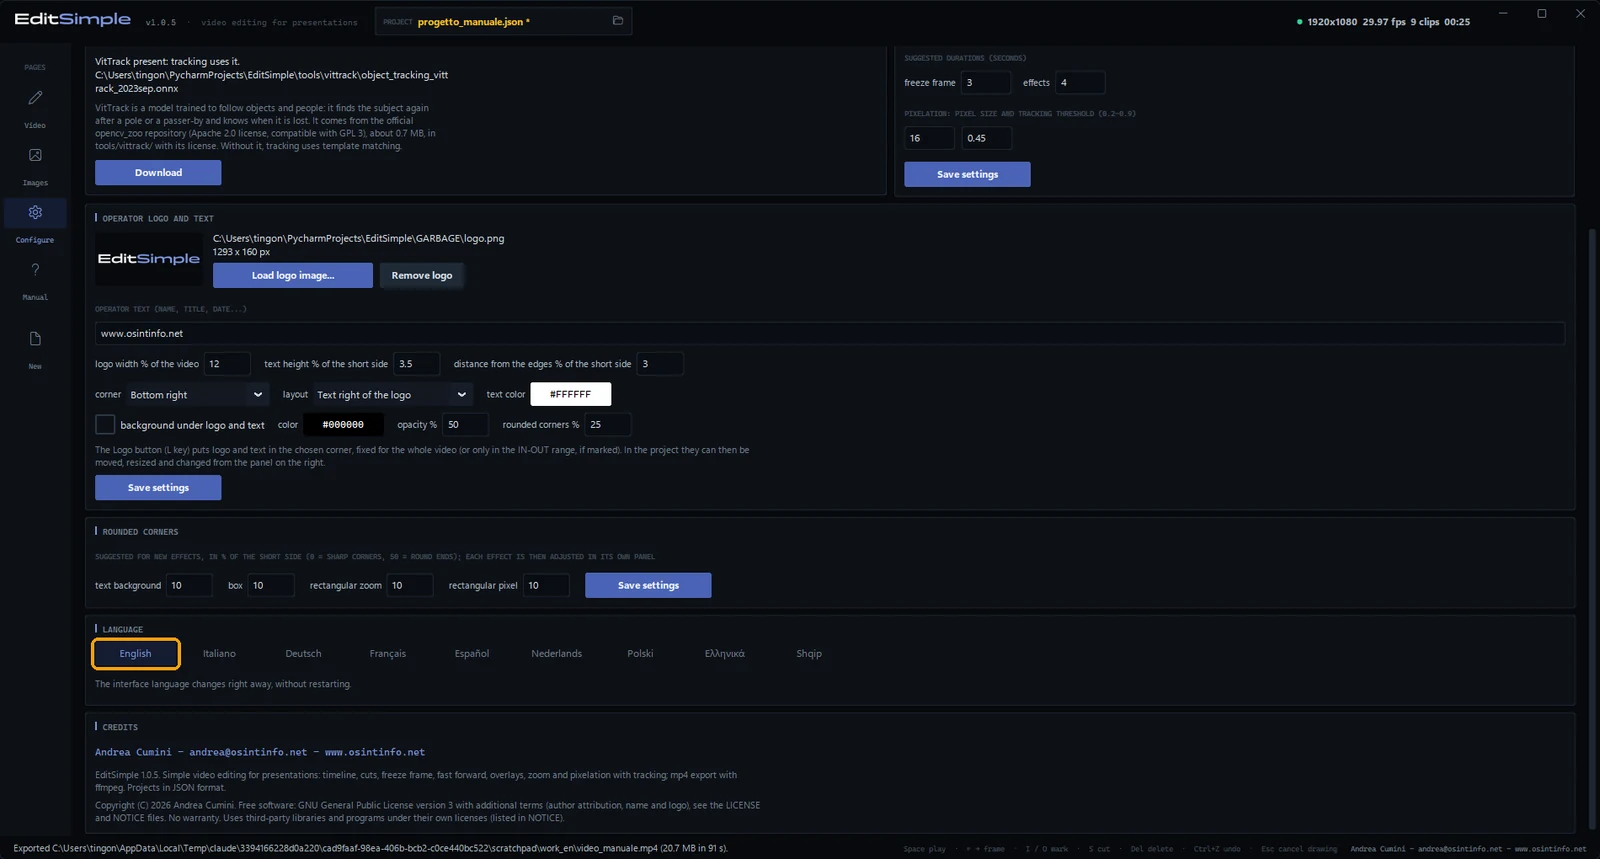 EditSimple v1.0.5 · video editing for presentations PROJECT progetto_manuale.json * 1920x1080 29.97 fps 9 clips 00:25
PAGES
Video
Images
Configure
?
Manual
New
VitTrack present: tracking uses it.
C:\Users\tingon\PycharmProjects\EditSimple\tools\vittrack\object_tracking_vitt
rack_2023sep.onnx
VitTrack is a model trained to follow objects and people: it finds the subject again
after a pole or a passer-by and knows when it is lost. It comes from the official
opencv_zoo repository (Apache 2.0 license, compatible with GPL 3), about 0.7 MB, in
tools/vittrack/ with its license. Without it, tracking uses template matching.
Download
SUGGESTED DURATIONS (SECONDS)
freeze frame 3 effects 4
PIXELATION: PIXEL SIZE AND TRACKING THRESHOLD (0.2-0.9)
16 0.45
Save settings
OPERATOR LOGO AND TEXT
EditSimple
C:\Users\tingon\PycharmProjects\EditSimple\GARBAGE\logo.png
1293 x 160 px
Load logo image... Remove logo
OPERATOR TEXT (NAME, TITLE, DATE...)
www.osintinfo.net
logo width % of the video 12 text height % of the short side 3.5 distance from the edges % of the short side 3
corner Bottom right layout Text right of the logo text color #FFFFFF
background under logo and text color #000000 opacity % 50 rounded corners % 25
The Logo button (L key) puts logo and text in the chosen corner, fixed for the whole video (or only in the IN-OUT range, if marked). In the project they can then be
moved, resized and changed from the panel on the right.
Save settings
ROUNDED CORNERS
SUGGESTED FOR NEW EFFECTS, IN % OF THE SHORT SIDE (0 = SHARP CORNERS, 50 = ROUND ENDS); EACH EFFECT IS THEN ADJUSTED IN ITS OWN PANEL
text background 10 box 10 rectangular zoom 10 rectangular pixel 10 Save settings
LANGUAGE
English Italiano Deutsch Français Español Nederlands Polski Ελληνικά Shqip
The interface language changes right away, without restarting.
CREDITS
Andrea Cumini – andrea@osintinfo.net – www.osintinfo.net
EditSimple 1.0.5. Simple video editing for presentations: timeline, cuts, freeze frame, fast forward, overlays, zoom and pixelation with tracking; mp4 export with
ffmpeg. Projects in JSON format.
Copyright (C) 2026 Andrea Cumini. Free software: GNU General Public License version 3 with additional terms (author attribution, name and logo), see the LICENSE
and NOTICE files. No warranty. Uses third-party libraries and programs under their own licenses (listed in NOTICE).
Exported C:\Users\tingon\AppData\Local\Temp\claude\3394166228d0a220\cad9faaf-98ea-406b-bcb2-c0ce440bc522\scratchpad\work_en\video_manuale.mp4 (20.7 MB in 91 s). Space play · frame · I / O mark · S cut · Del delete · Ctrl+Z undo · Esc cancel drawing Andrea Cumini – andrea@osintinfo.net – www.osintinfo.net